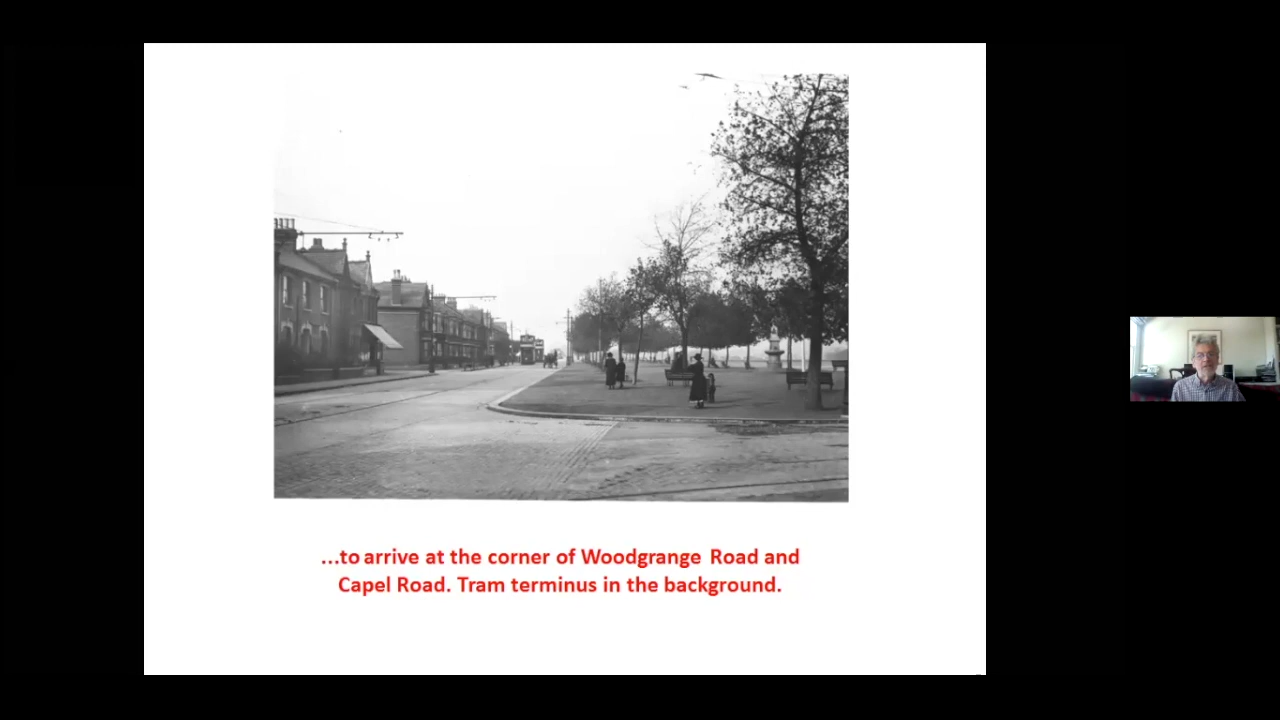 ...to arrive at the corner of Woodgrange Road and
Capel Road. Tram terminus in the background.